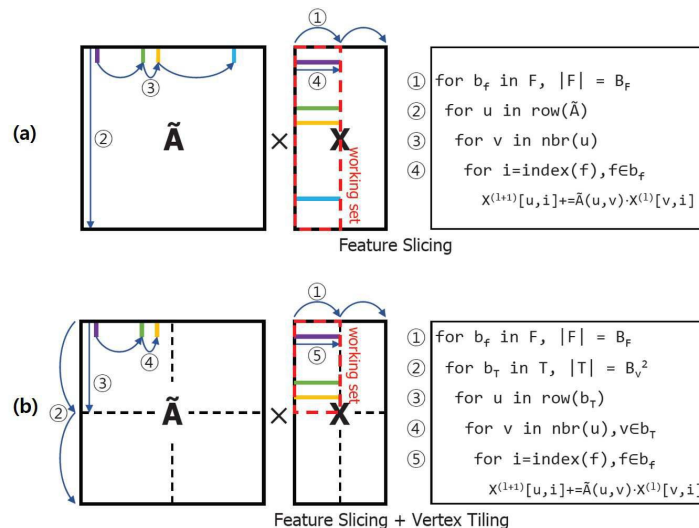 (a)
①
②
③
④
Ã
×
X
working set
Feature Slicing
① for b_f in F, |F| = B_F
② for u in row(Ã)
③ for v in nbr(u)
④ for i=index(f),f∈b_f
X^(l+1)[u,i]+=Ã(u,v)·X^(l)[v,i]
(b)
①
②
③
④
⑤
Ã
×
X
working set
Feature Slicing + Vertex Tiling
① for b_f in F, |F| = B_F
② for b_T in T, |T| = B_v²
③ for u in row(b_T)
④ for v in nbr(u),v∈b_T
⑤ for i=index(f),f∈b_f
X^(l+1)[u,i]+=Ã(u,v)·X^(l)[v,i]